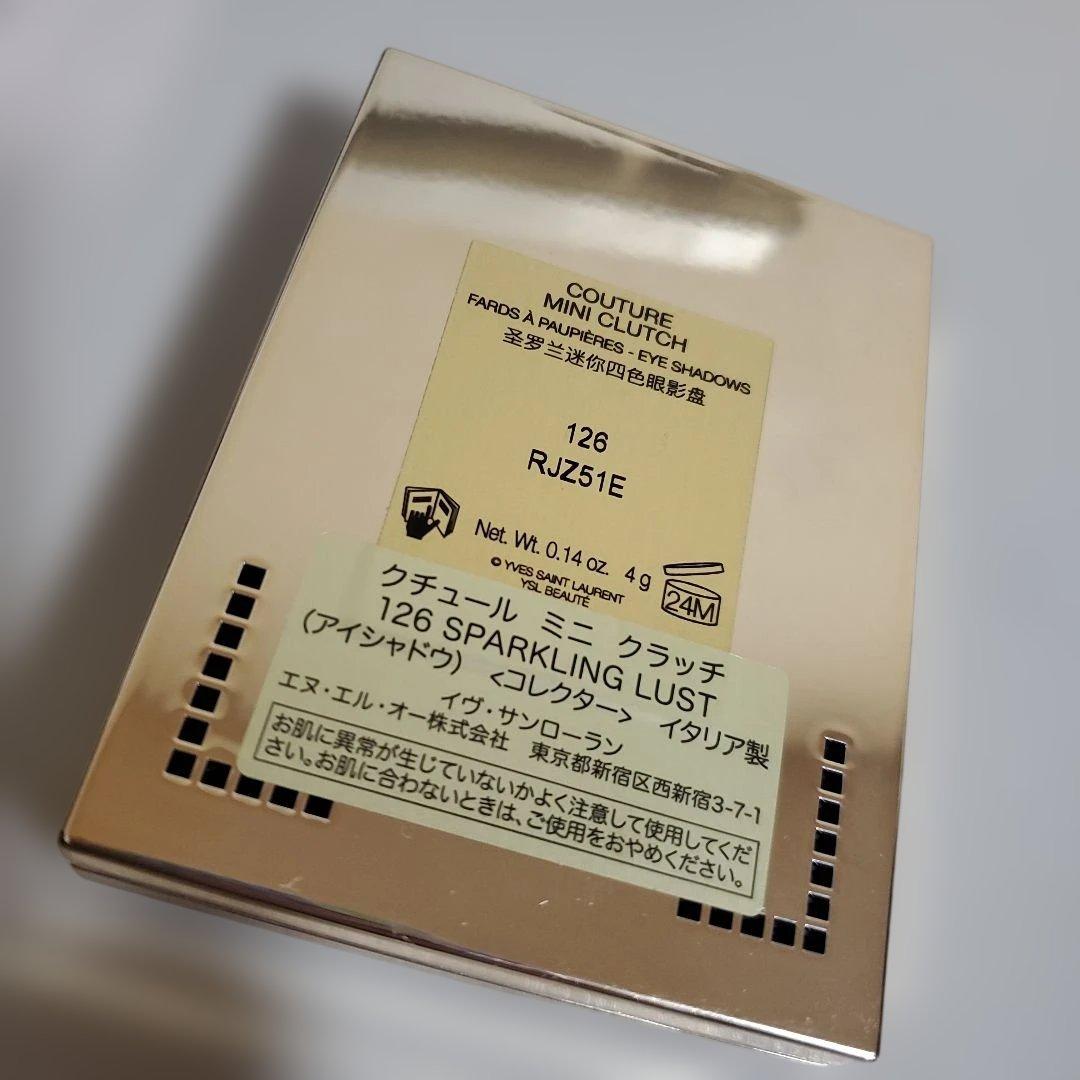 COUTURE
MINI CLUTCH
FARDS À PAUPIÈRES - EYE SHADOWS
圣罗兰迷你四色眼影盘
126
RJZ51E
Net. Wt. 0.14 oz. 4 g
24M
© YVES SAINT LAURENT
YSL BEAUTÉ
クチュール ミニ クラッチ
126 SPARKLING LUST
(アイシャドウ) <コレクター> イタリア製
イヴ・サンローラン
エヌ・エル・オー株式会社 東京都新宿区西新宿3-7-1
お肌に異常が生じていないかよく注意して使用してくだ
さい。お肌に合わないときは、ご使用をおやめください。